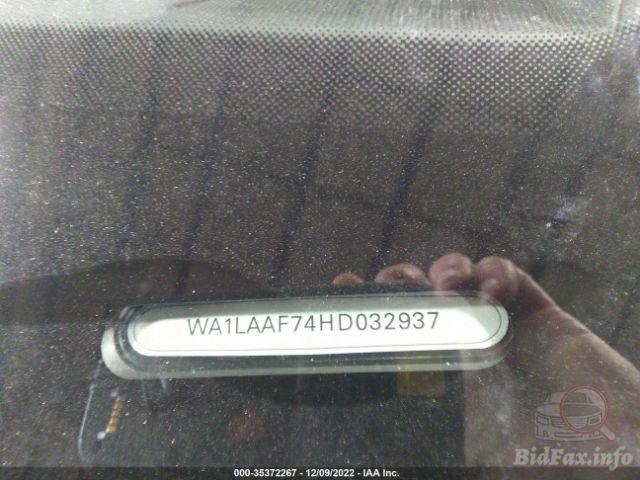 WA1LAAF74HD032937
BidFax.info
000-35372267 - 12/09/2022 - IAA Inc.